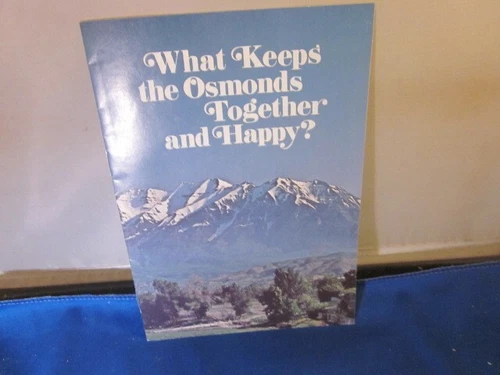 What Keeps
the Osmonds
Together
and Happy?